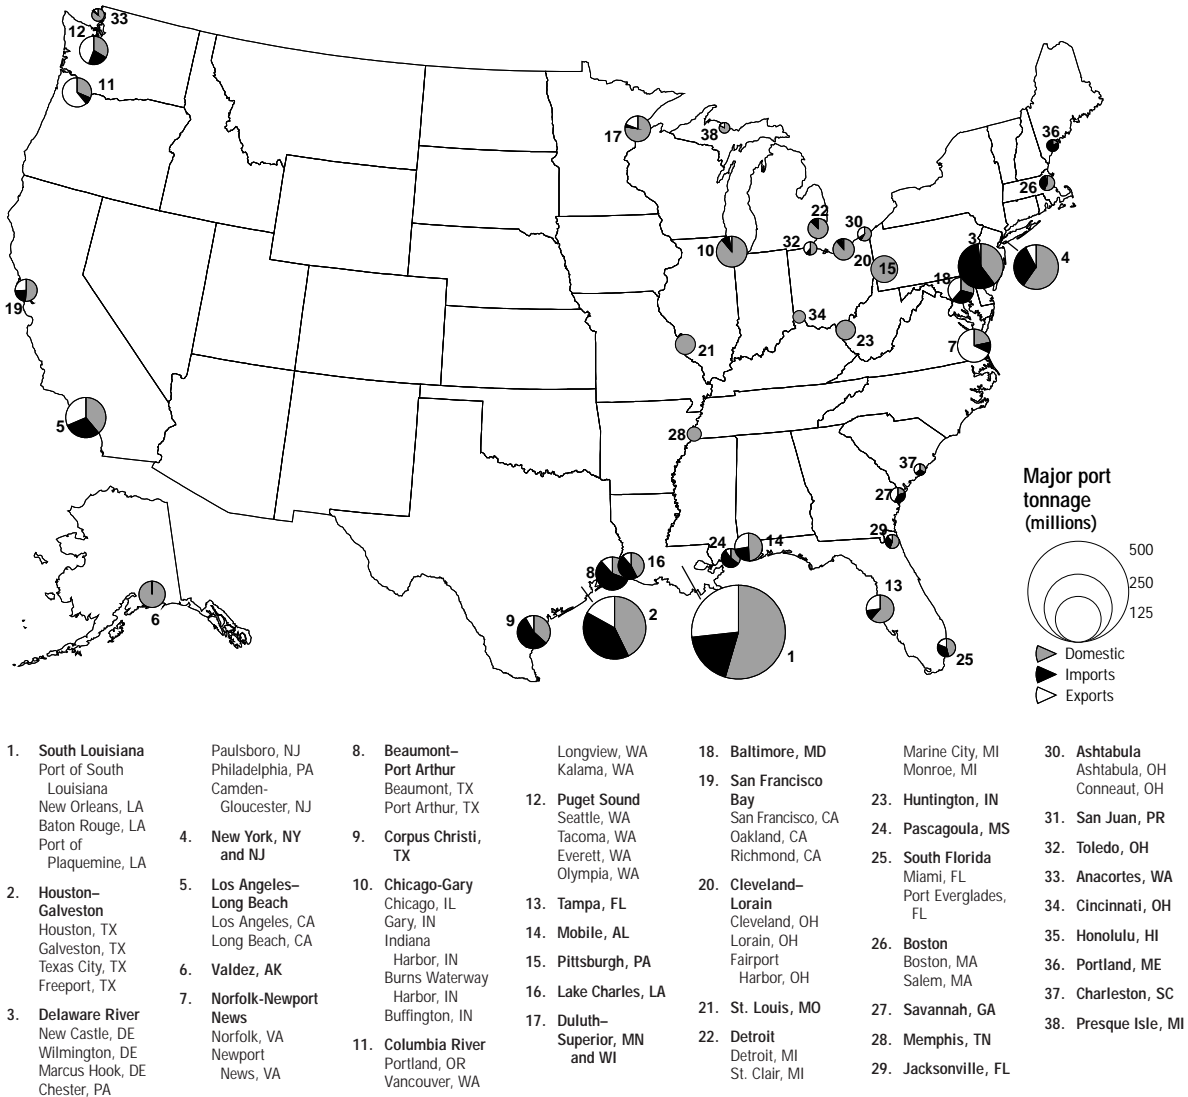 33
12
11
17
38
36
26
22
30
3
10
32
20
15
4
18
19
34
7
21
23
5
28
37
Major port
tonnage
(millions)
27
500
29
24
14
16
250
8
13
125
6
9
2
Domestic
1
25
Imports
Exports
1. South Louisiana
Port of South
Louisiana
New Orleans, LA
Baton Rouge, LA
Port of
Plaquemine, LA
2. Houston–
Galveston
Houston, TX
Galveston, TX
Texas City, TX
Freeport, TX
3. Delaware River
New Castle, DE
Wilmington, DE
Marcus Hook, DE
Chester, PA
Paulsboro, NJ
Philadelphia, PA
Camden-
Gloucester, NJ
4. New York, NY
and NJ
5. Los Angeles–
Long Beach
Los Angeles, CA
Long Beach, CA
6. Valdez, AK
7. Norfolk-Newport
News
Norfolk, VA
Newport
News, VA
8. Beaumont–
Port Arthur
Beaumont, TX
Port Arthur, TX
9. Corpus Christi,
TX
10. Chicago-Gary
Chicago, IL
Gary, IN
Indiana
Harbor, IN
Burns Waterway
Harbor, IN
Buffington, IN
11. Columbia River
Portland, OR
Vancouver, WA
Longview, WA
Kalama, WA
12. Puget Sound
Seattle, WA
Tacoma, WA
Everett, WA
Olympia, WA
13. Tampa, FL
14. Mobile, AL
15. Pittsburgh, PA
16. Lake Charles, LA
17. Duluth–
Superior, MN
and WI
18. Baltimore, MD
19. San Francisco
Bay
San Francisco, CA
Oakland, CA
Richmond, CA
20. Cleveland–
Lorain
Cleveland, OH
Lorain, OH
Fairport
Harbor, OH
21. St. Louis, MO
22. Detroit
Detroit, MI
St. Clair, MI
Marine City, MI
Monroe, MI
23. Huntington, IN
24. Pascagoula, MS
25. South Florida
Miami, FL
Port Everglades,
FL
26. Boston
Boston, MA
Salem, MA
27. Savannah, GA
28. Memphis, TN
29. Jacksonville, FL
30. Ashtabula
Ashtabula, OH
Conneaut, OH
31. San Juan, PR
32. Toledo, OH
33. Anacortes, WA
34. Cincinnati, OH
35. Honolulu, HI
36. Portland, ME
37. Charleston, SC
38. Presque Isle, MI